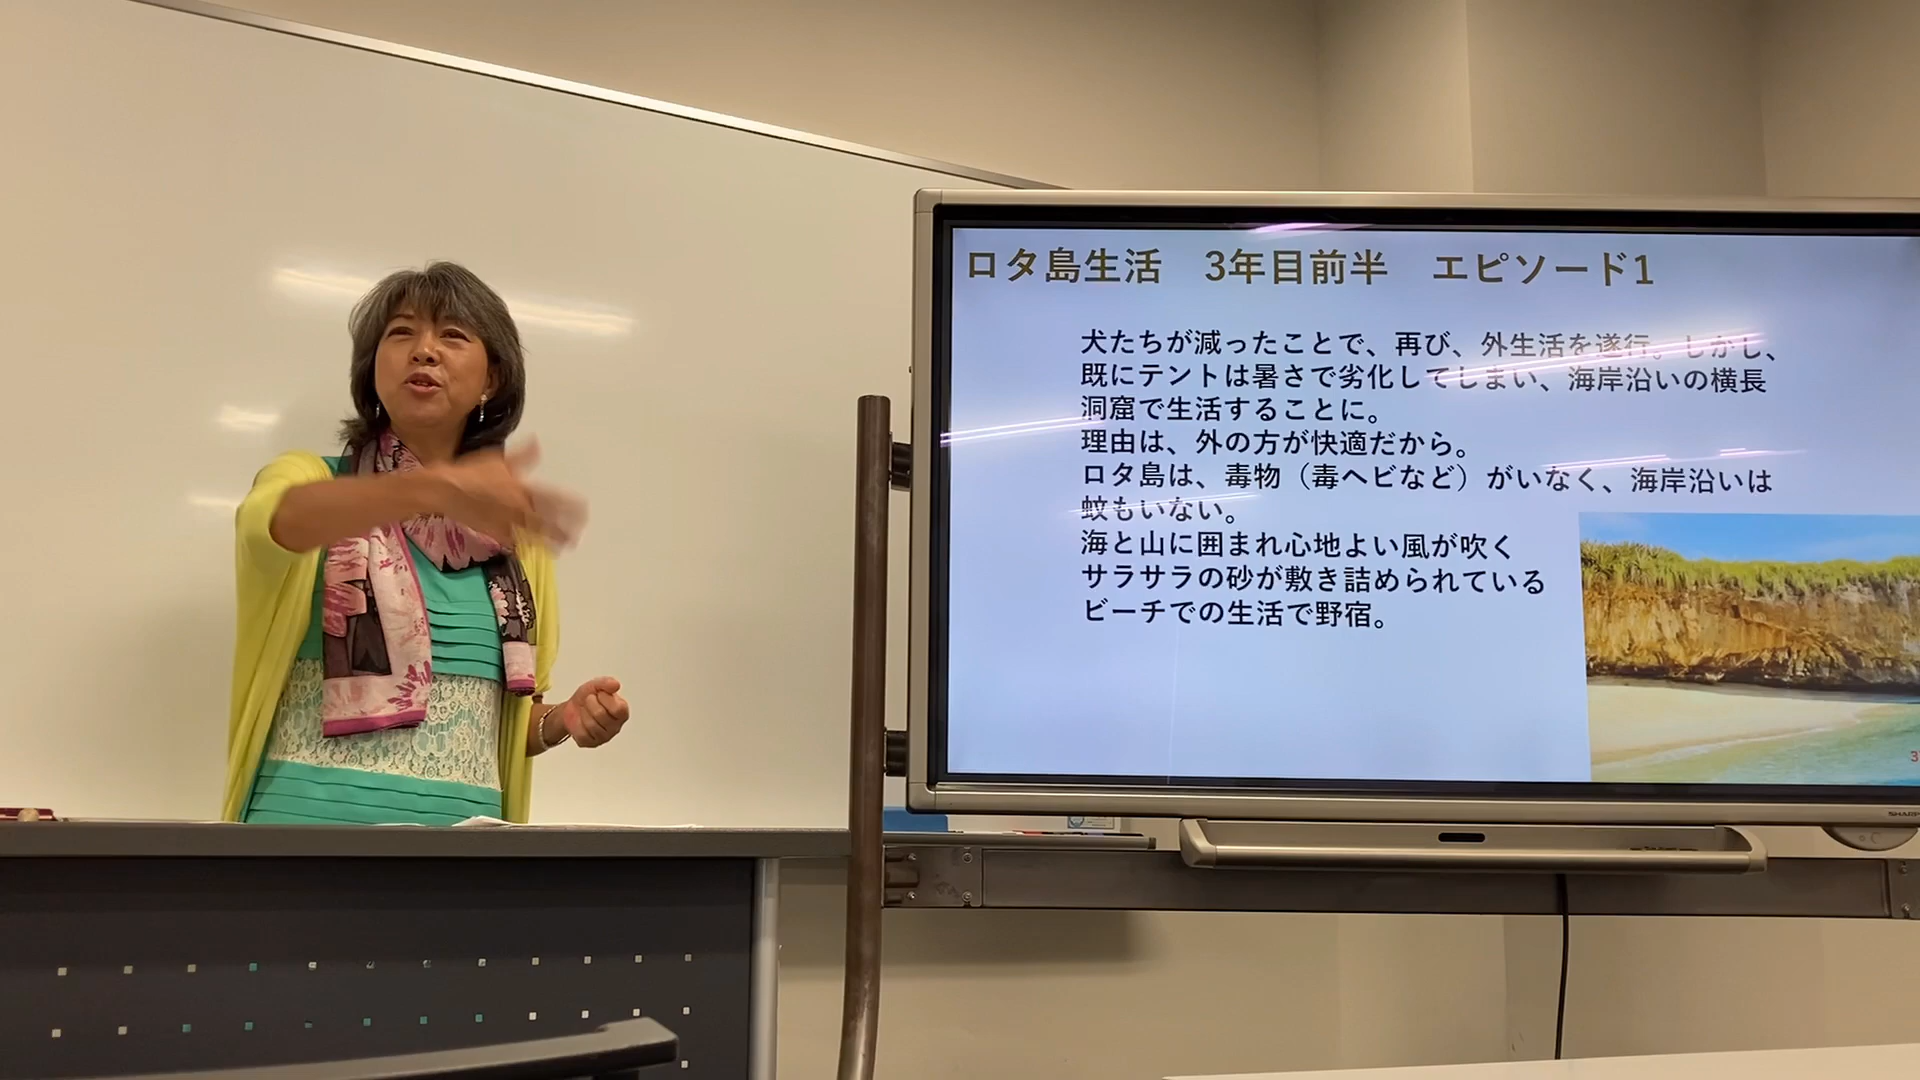 ロタ島生活　3年目前半　エピソード1
犬たちが減ったことで、再び、外生活を遂行。しかし、
既にテントは暑さで劣化してしまい、海岸沿いの横長
洞窟で生活することに。
理由は、外の方が快適だから。
ロタ島は、毒物（毒ヘビなど）がいなく、海岸沿いは
蚊もいない。
海と山に囲まれ心地よい風が吹く
サラサラの砂が敷き詰められている
ビーチでの生活で野宿。
3
SHARP